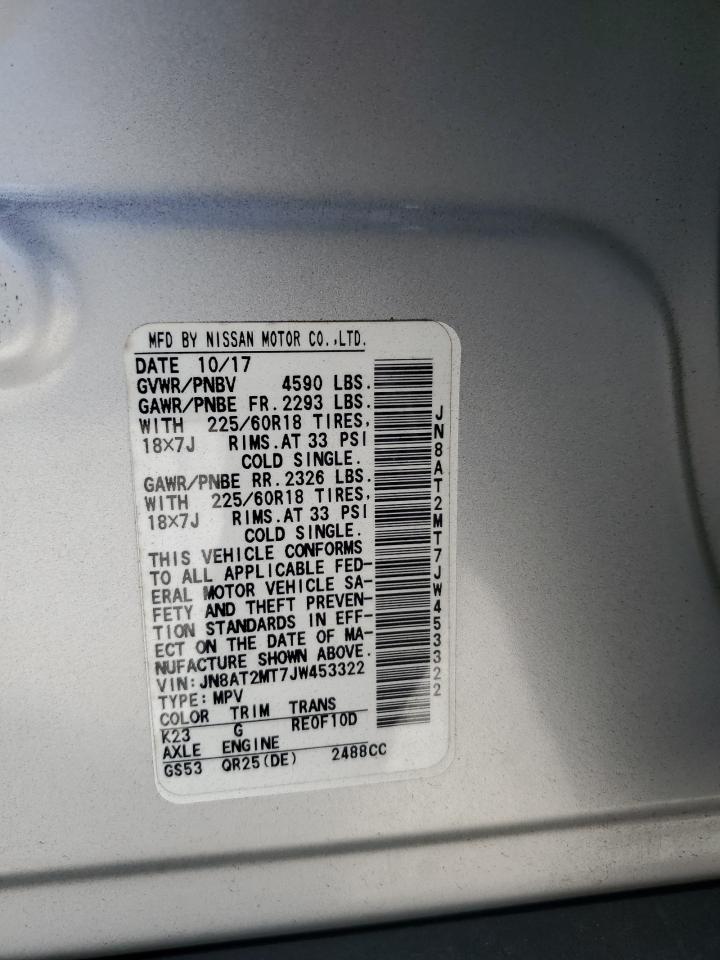 MFD BY NISSAN MOTOR CO.,LTD.
DATE 10/17
GVWR/PNBV 4590 LBS.
GAWR/PNBE FR. 2293 LBS.
WITH 225/60R18 TIRES,
18×7J RIMS. AT 33 PSI
COLD SINGLE.
GAWR/PNBE RR. 2326 LBS.
WITH 225/60R18 TIRES,
18×7J RIMS. AT 33 PSI
COLD SINGLE.
THIS VEHICLE CONFORMS
TO ALL APPLICABLE FED-
ERAL MOTOR VEHICLE SA-
FETY AND THEFT PREVEN-
TION STANDARDS IN EFF-
ECT ON THE DATE OF MA-
NUFACTURE SHOWN ABOVE.
VIN: JN8AT2MT7JW453322
TYPE: MPV
COLOR TRIM TRANS
K23 G RE0F10D
AXLE ENGINE
GS53 QR25(DE) 2488CC
JN8AT2MT7JW453322